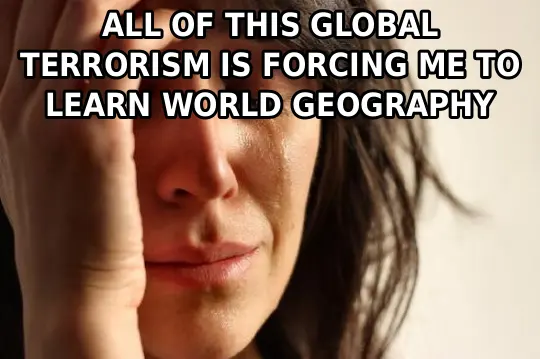 ALL OF THIS GLOBAL
TERRORISM IS FORCING ME TO
LEARN WORLD GEOGRAPHY